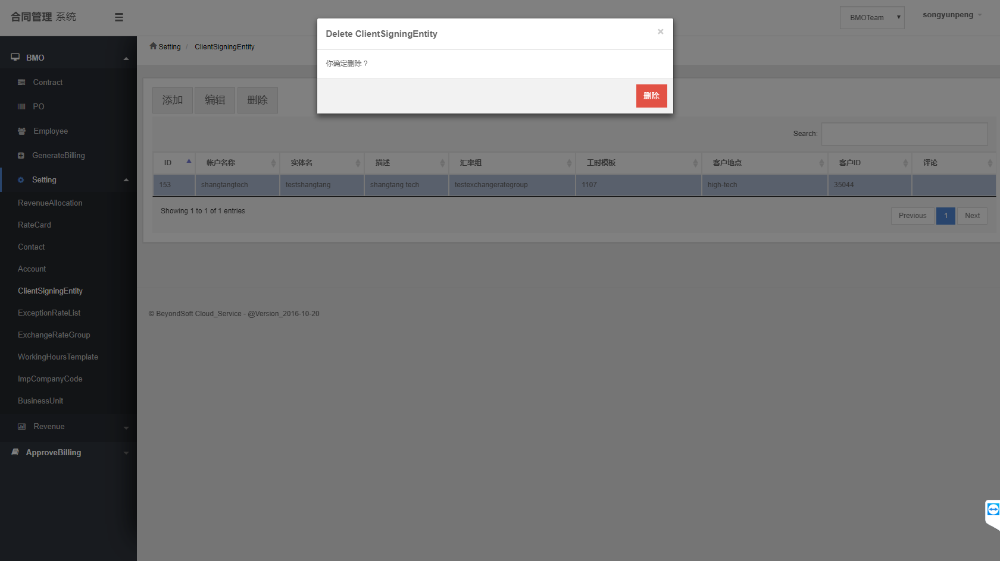 合同管理 系统
BMOTeam
songyunpeng
Delete ClientSigningEntity
×
你确定删除？
删除
BMO
Contract
PO
Employee
GenerateBilling
Setting
RevenueAllocation
RateCard
Contact
Account
ClientSigningEntity
ExceptionRateList
ExchangeRateGroup
WorkingHoursTemplate
ImpCompanyCode
BusinessUnit
Revenue
ApproveBilling
Setting / ClientSigningEntity
添加 编辑 删除
Search:
ID 帐户名称 实体名 描述 汇率组 工时模板 客户地点 客户ID 评论
153 shangtangtech testshangtang shangtang tech testexchangerategroup 1107 high-tech 35044
Showing 1 to 1 of 1 entries
Previous 1 Next
© BeyondSoft Cloud_Service - @Version_2016-10-20